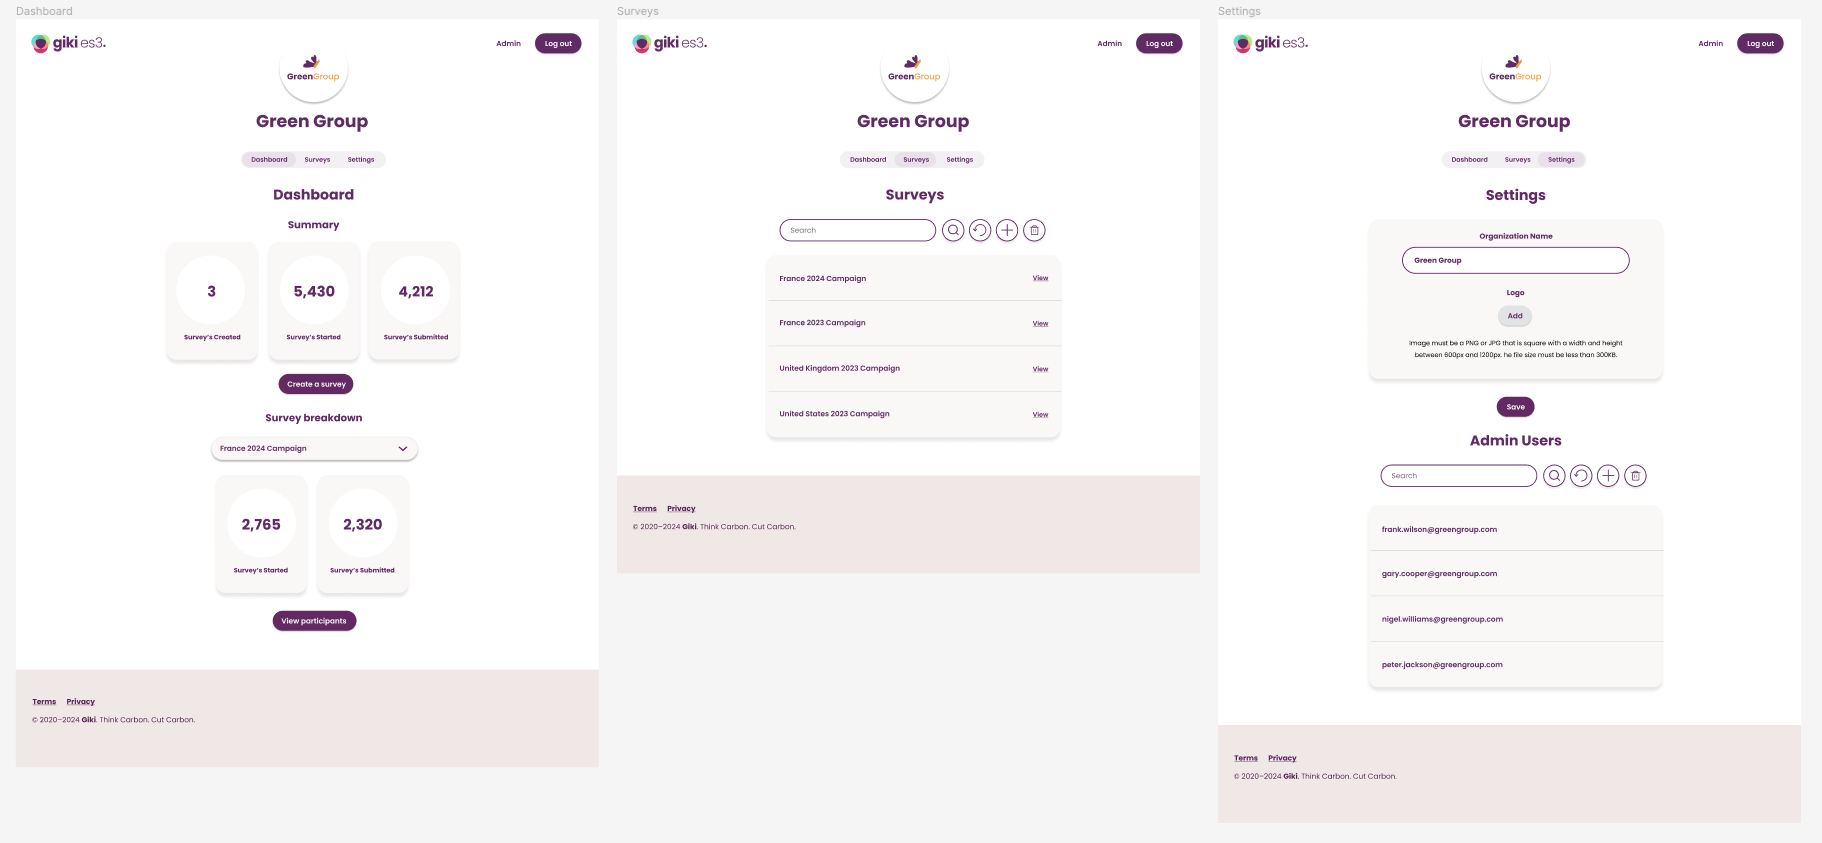 Dashboard
giki es3.
Admin
Log out
GreenGroup
Green Group
Dashboard Surveys Settings
Dashboard
Summary
3
Survey's Created
5,430
Survey's Started
4,212
Survey's Submitted
Create a survey
Survey breakdown
France 2024 Campaign
2,765
Survey's Started
2,320
Survey's Submitted
View participants
Terms Privacy
© 2020–2024 Giki. Think Carbon. Cut Carbon.
Surveys
giki es3.
Admin
Log out
GreenGroup
Green Group
Dashboard Surveys Settings
Surveys
Search
France 2024 Campaign View
France 2023 Campaign View
United Kingdom 2023 Campaign View
United States 2023 Campaign View
Terms Privacy
© 2020–2024 Giki. Think Carbon. Cut Carbon.
Settings
giki es3.
Admin
Log out
GreenGroup
Green Group
Dashboard Surveys Settings
Settings
Organization Name
Green Group
Logo
Add
Image must be a PNG or JPG that is square with a width and height
between 600px and 1200px. he file size must be less than 300KB.
Save
Admin Users
Search
frank.wilson@greengroup.com
gary.cooper@greengroup.com
nigel.williams@greengroup.com
peter.jackson@greengroup.com
Terms Privacy
© 2020–2024 Giki. Think Carbon. Cut Carbon.